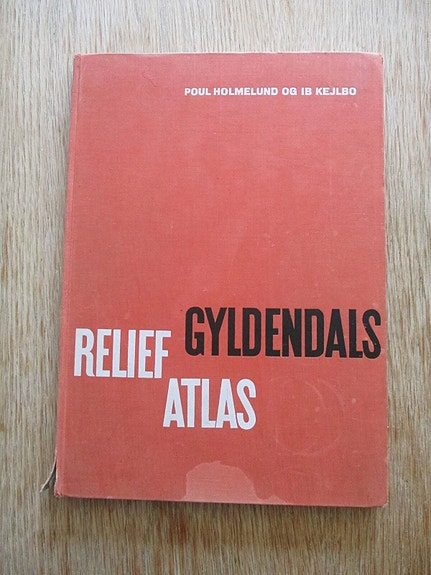 POUL HOLMELUND OG IB KEJLBO
GYLDENDALS
RELIEF
ATLAS